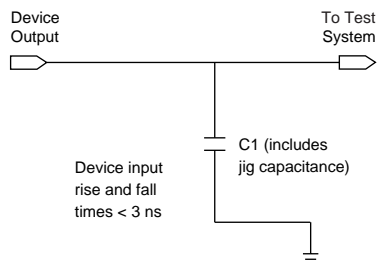 Device
Output
To Test
System
C1 (includes
jig capacitance)
Device input
rise and fall
times < 3 ns